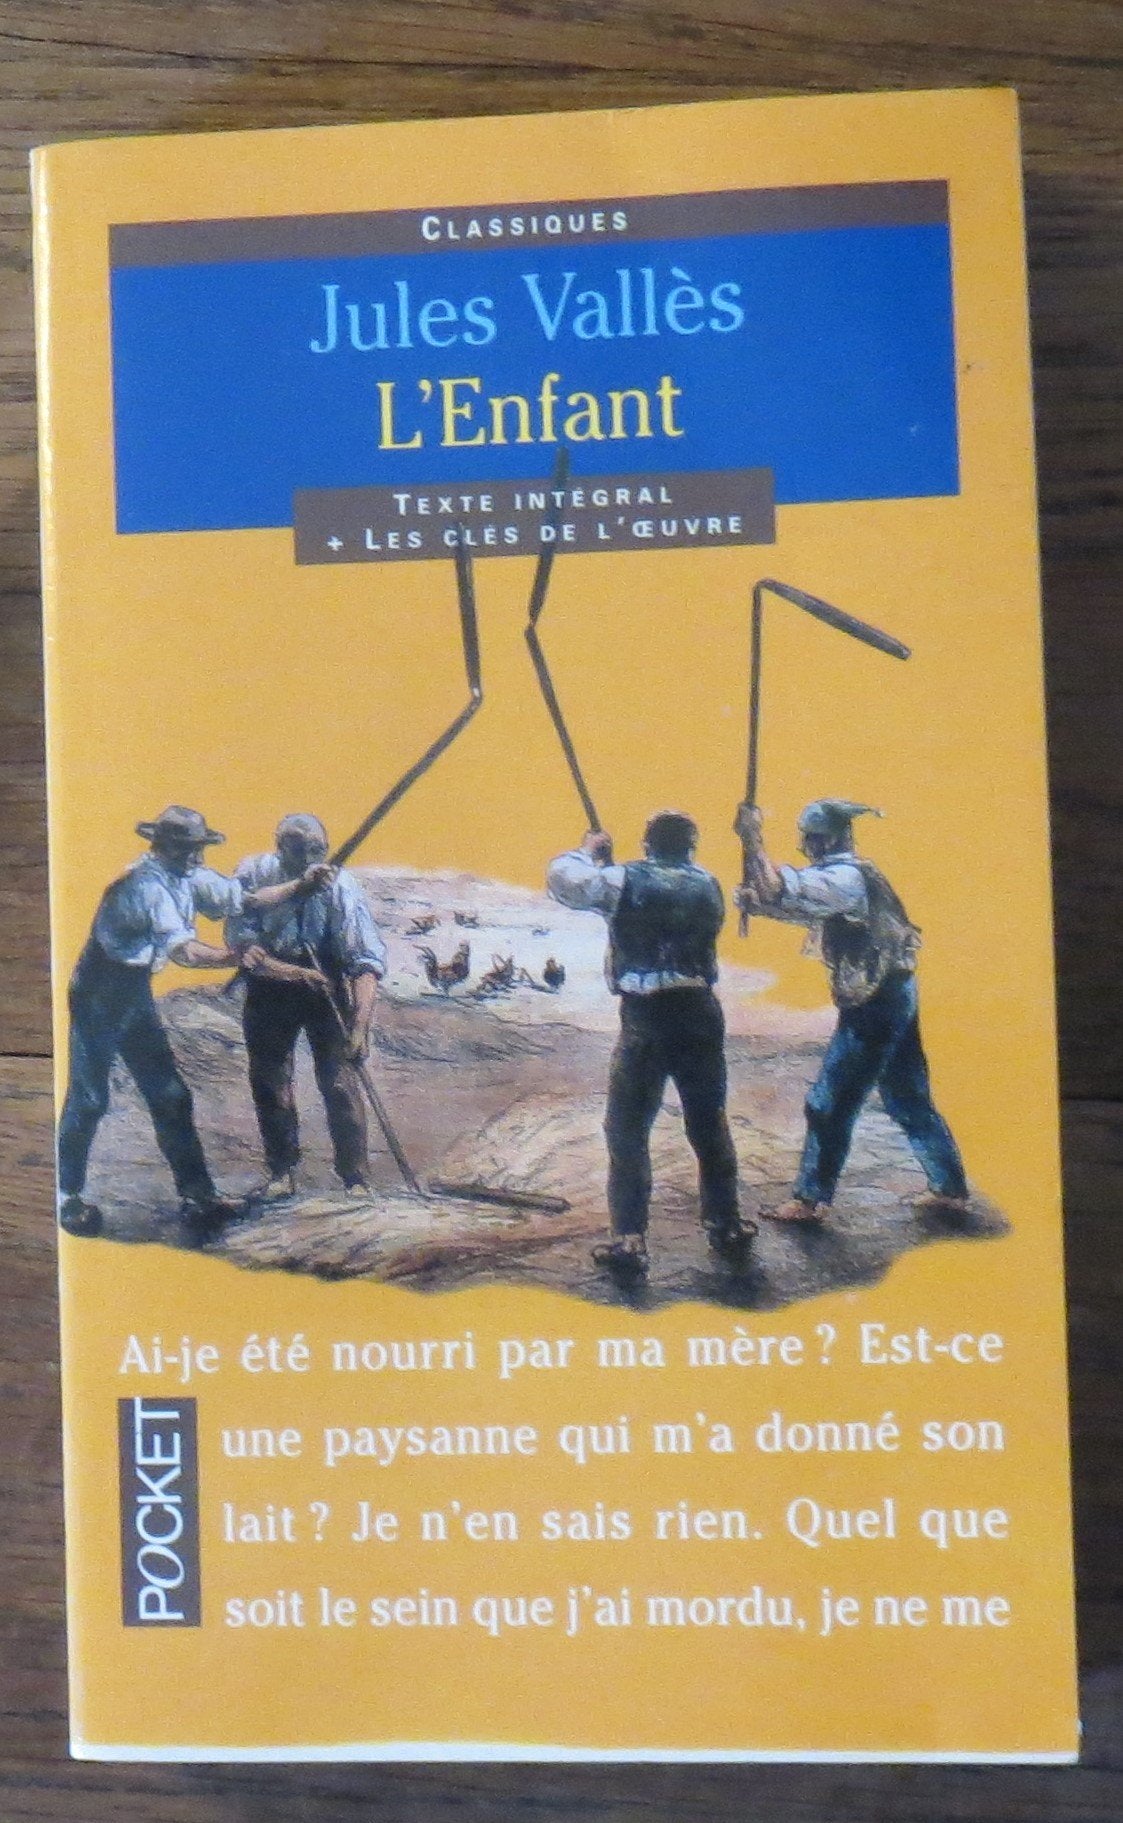 CLASSIQUES
Jules Vallès
L'Enfant
TEXTE INTÉGRAL
+ LES CLÉS DE L'ŒUVRE
Ai-je été nourri par ma mère ? Est-ce
une paysanne qui m'a donné son
lait ? Je n'en sais rien. Quel que
soit le sein que j'ai mordu, je ne me
POCKET